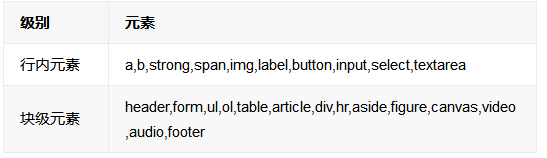 级别 元素
行内元素 a,b,strong,span,img,label,button,input,select,textarea
块级元素 header,form,ul,ol,table,article,div,hr,aside,figure,canvas,video
,audio,footer